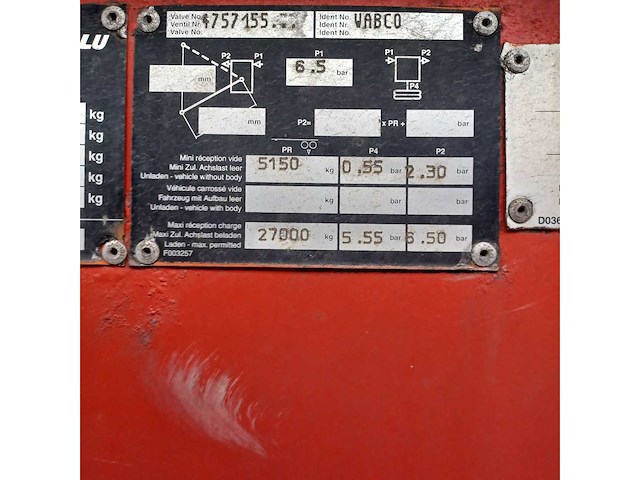 LU
kg
kg
kg
kg
kg
Valve No. Ident No.
Ventil Nr. 4757155... Ident Nr. WABCO
Valve No. Ident No.
P2 P1 P1 P1 P2
mm 6.5 bar
P4
mm P2= x PR + bar
PR P4 P2
Mini réception vide
Mini Zul. Achslast leer 5150 kg 0.55 bar 2.30 bar
Unladen - vehicle without body
Véhicule carrossé vide
Fahrzeug mit Aufbau leer kg bar bar
Unladen - vehicle with body
Maxi réception charge
Maxi Zul. Achslast beladen 27000 kg 5.55 bar 6.50 bar
Laden - max. permitted
F003257
D036